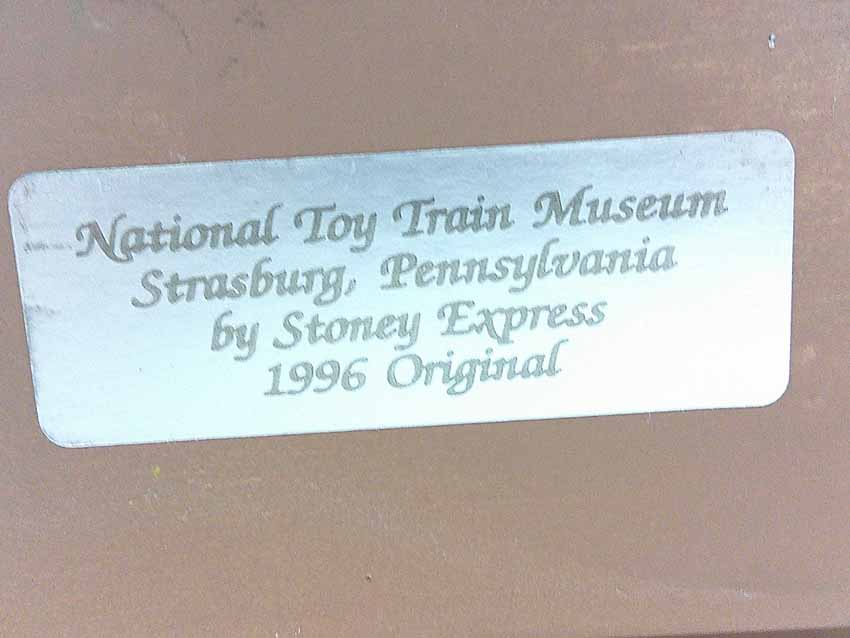 National Toy Train Museum
Strasburg, Pennsylvania
by Stoney Express
1996 Original